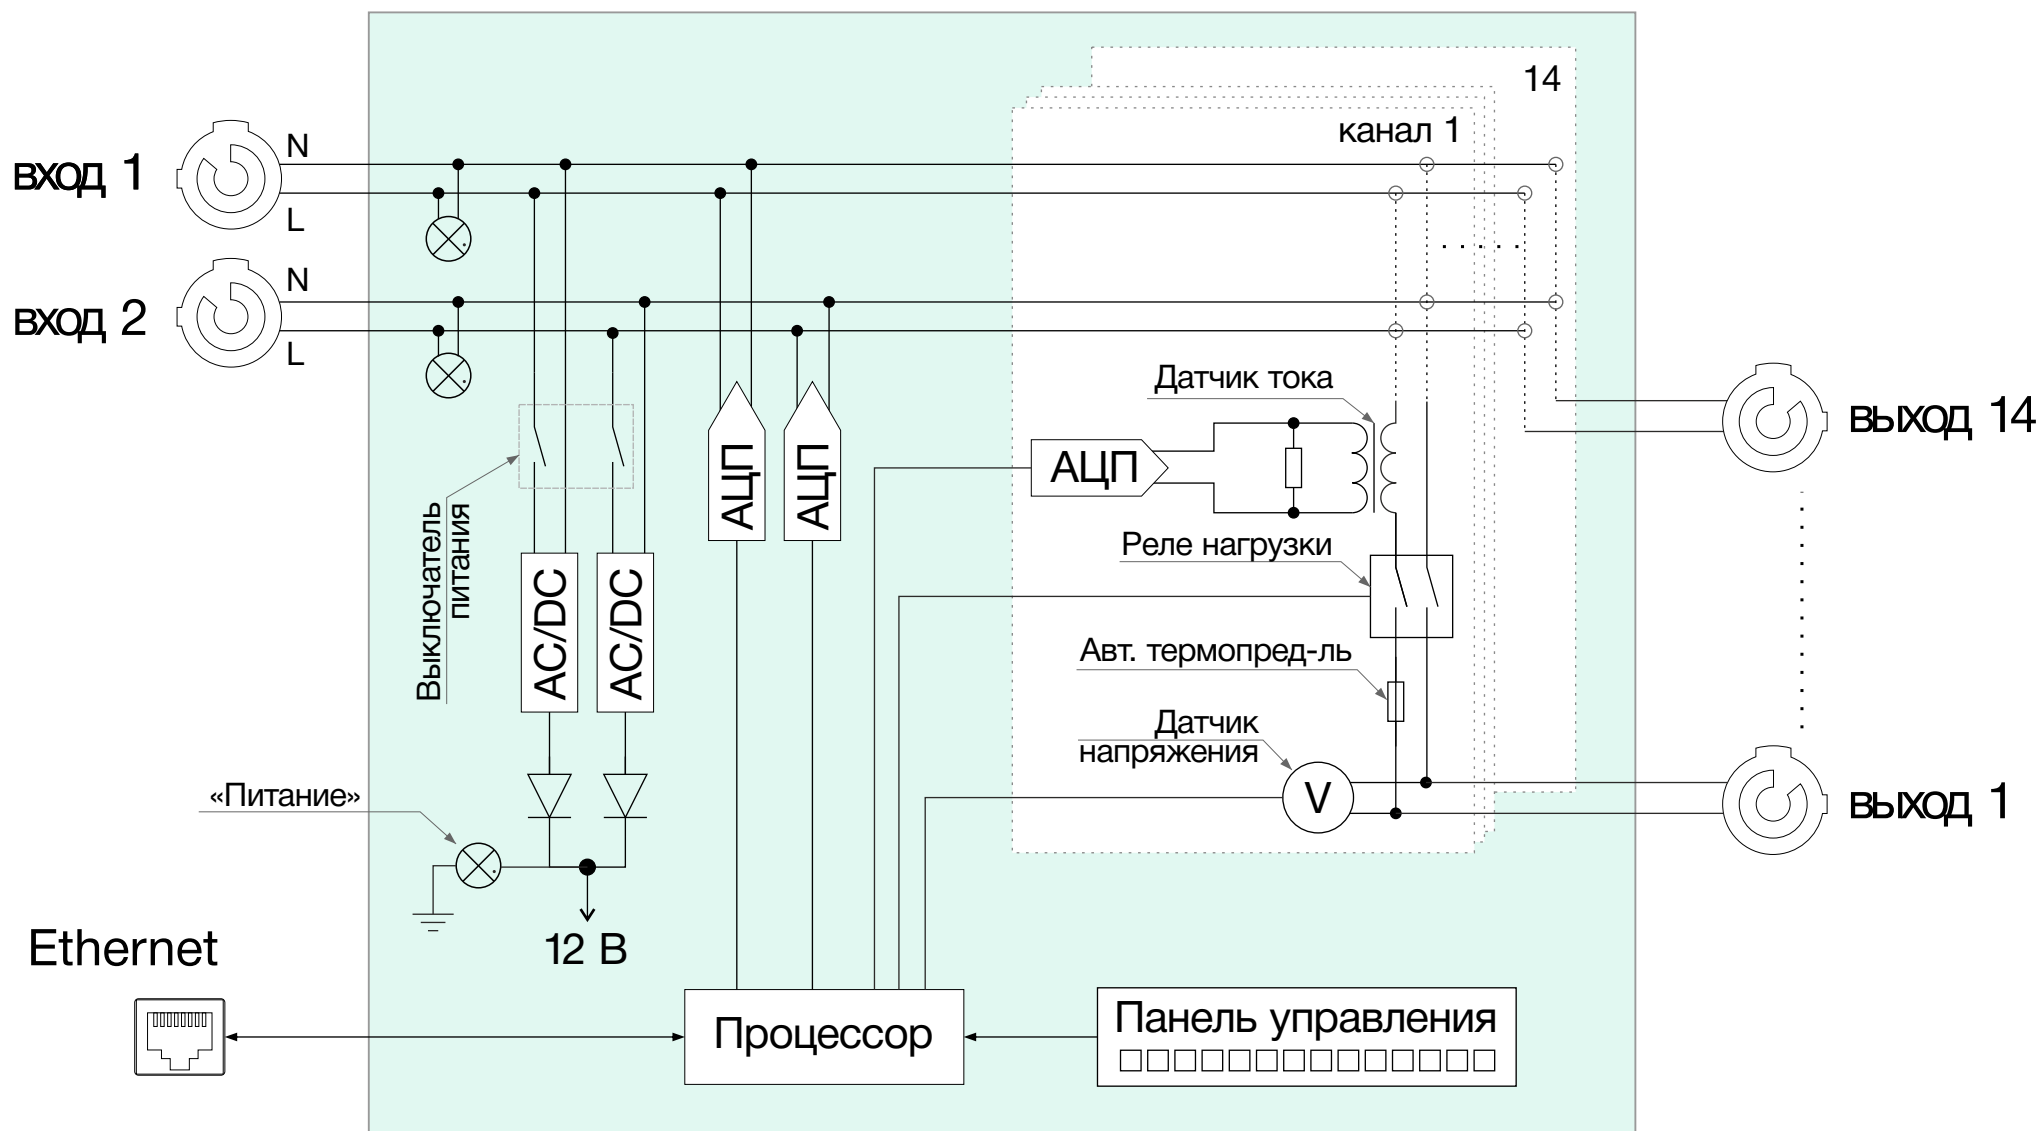 14
канал 1
вход 1
N
L
вход 2
N
L
Датчик тока
АЦП
Реле нагрузки
Авт. термопред-ль
Датчик
напряжения
V
выход 14
выход 1
Выключатель
питания
AC/DC
AC/DC
АЦП
АЦП
«Питание»
12 В
Ethernet
Процессор
Панель управления